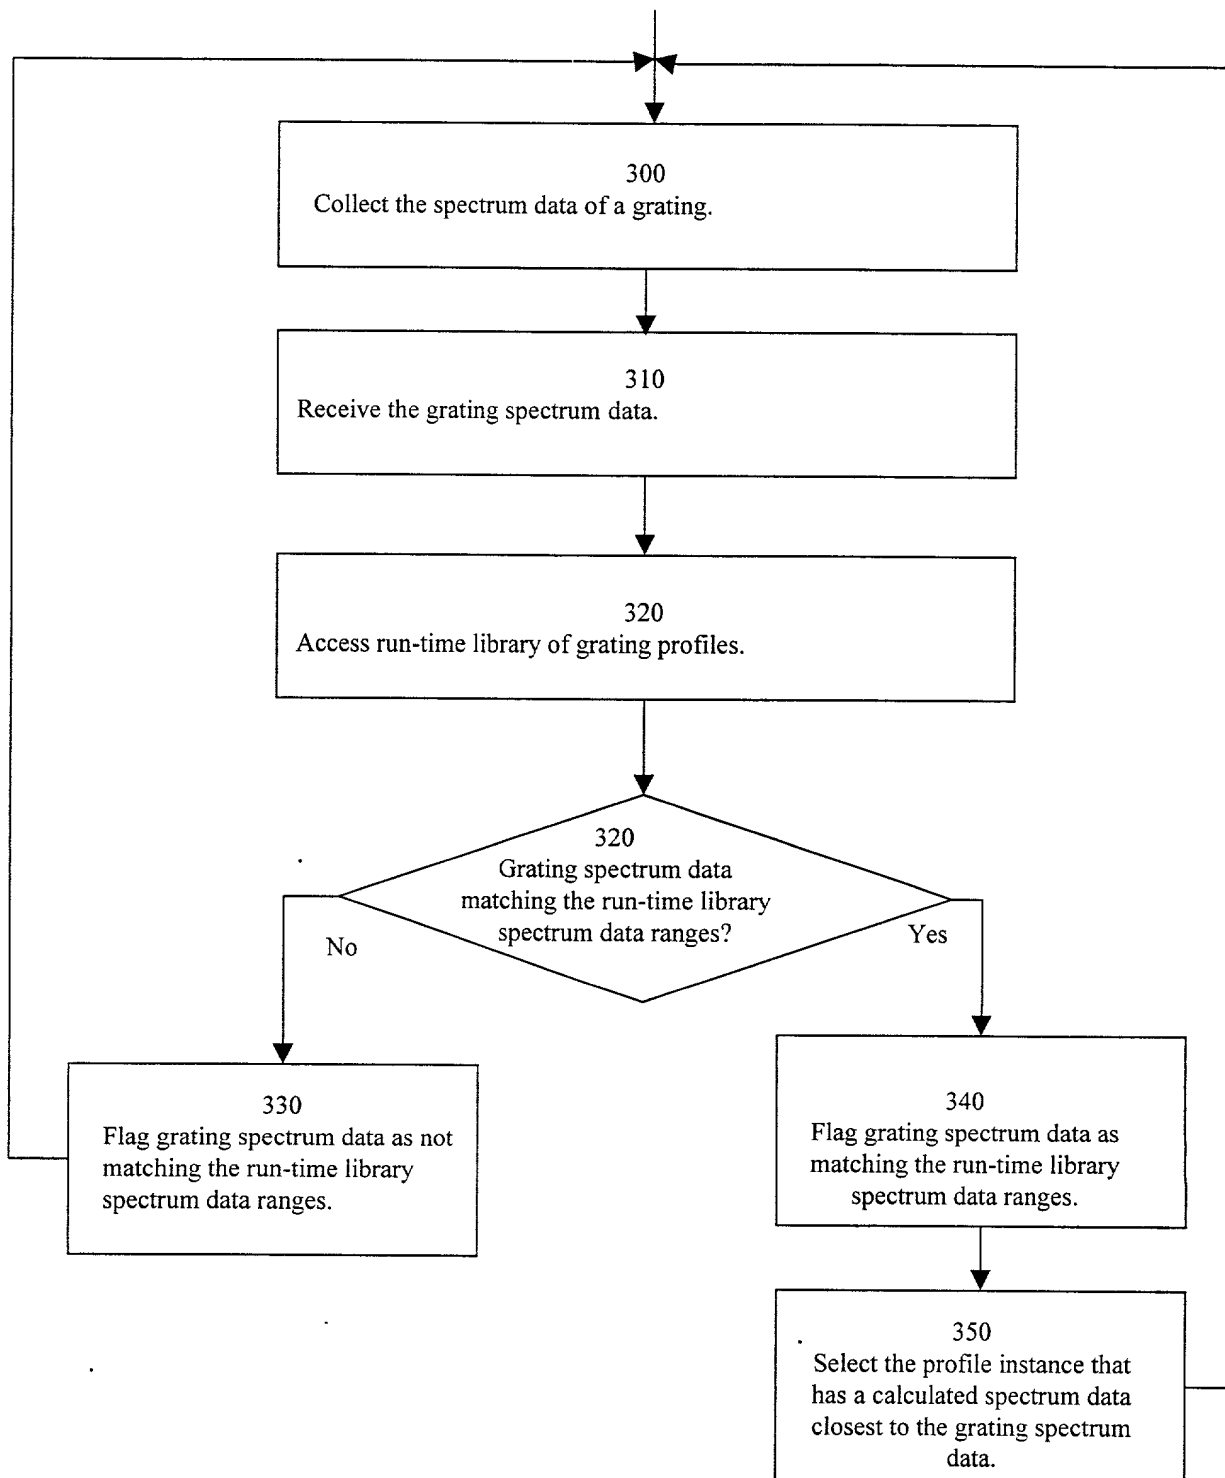 300
Collect the spectrum data of a grating.
310
Receive the grating spectrum data.
320
Access run-time library of grating profiles.
320
Grating spectrum data
matching the run-time library
spectrum data ranges?
No
Yes
330
Flag grating spectrum data as not
matching the run-time library
spectrum data ranges.
340
Flag grating spectrum data as
matching the run-time library
spectrum data ranges.
350
Select the profile instance that
has a calculated spectrum data
closest to the grating spectrum
data.